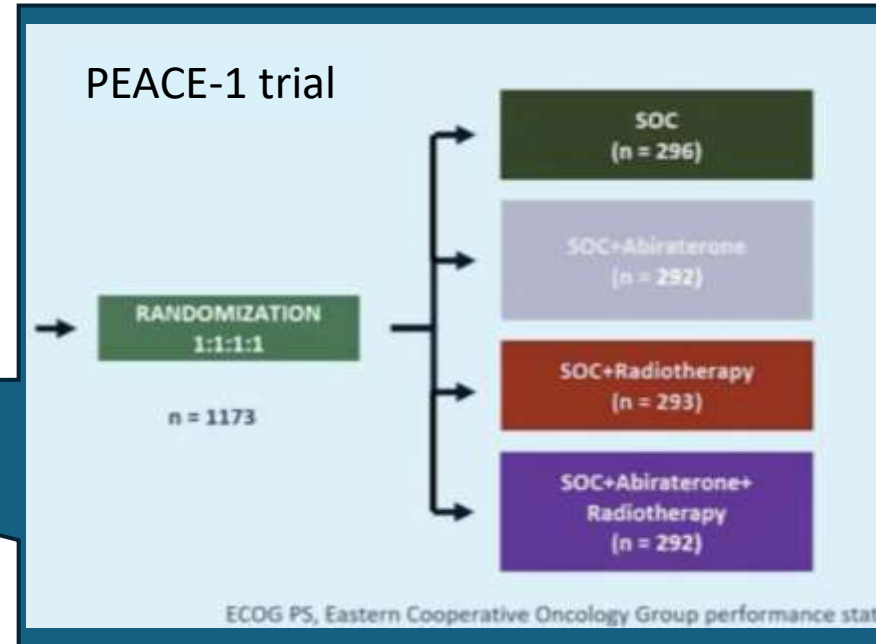 PEACE-1 trial
SOC
(n = 296)
SOC+Abiraterone
(n = 292)
RANDOMIZATION
1:1:1:1
n = 1173
SOC+Radiotherapy
(n = 293)
SOC+Abiraterone+
Radiotherapy
(n = 292)
ECOG PS, Eastern Cooperative Oncology Group performance stat